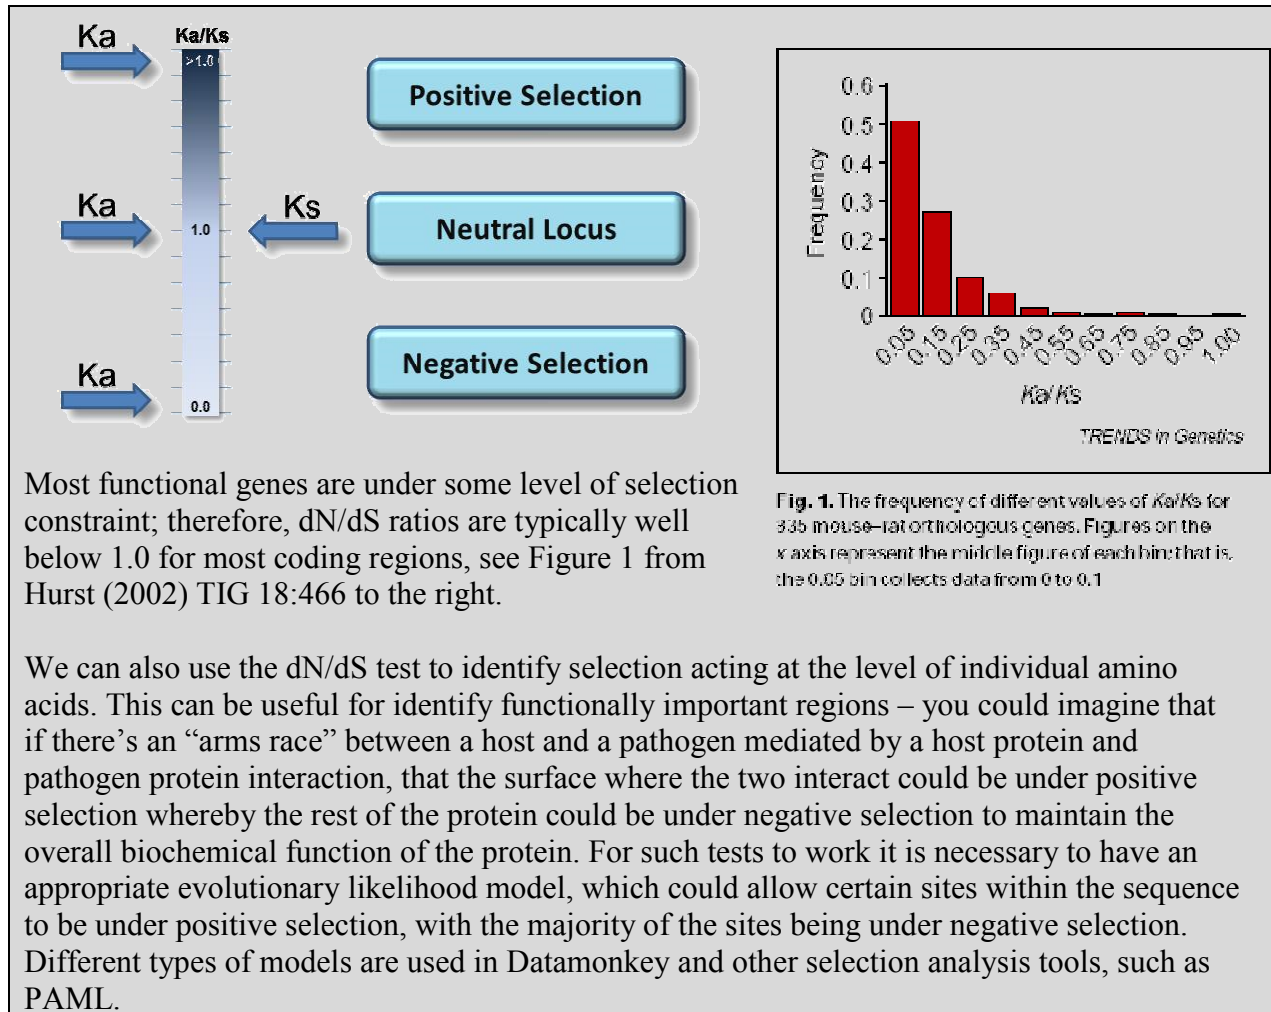 Ka
Ka/Ks
>1.0
Positive Selection
Ka
1.0
Ks
Neutral Locus
Negative Selection
Ka
0.0
0.6
0.5
0.4
0.3
0.2
0.1
0
Frequency
0.05
0.15
0.25
0.35
0.45
0.55
0.65
0.75
0.85
0.95
1.00
Ka/Ks
TRENDS in Genetics
Fig. 1. The frequency of different values of Ka/Ks for
835 mouse–rat orthologous genes. Figures on the
x axis represent the middle figure of each bin; that is,
the 0.05 bin collects data from 0 to 0.1
Most functional genes are under some level of selection
constraint; therefore, dN/dS ratios are typically well
below 1.0 for most coding regions, see Figure 1 from
Hurst (2002) TIG 18:466 to the right.
We can also use the dN/dS test to identify selection acting at the level of individual amino
acids. This can be useful for identify functionally important regions – you could imagine that
if there’s an “arms race” between a host and a pathogen mediated by a host protein and
pathogen protein interaction, that the surface where the two interact could be under positive
selection whereby the rest of the protein could be under negative selection to maintain the
overall biochemical function of the protein. For such tests to work it is necessary to have an
appropriate evolutionary likelihood model, which could allow certain sites within the sequence
to be under positive selection, with the majority of the sites being under negative selection.
Different types of models are used in Datamonkey and other selection analysis tools, such as
PAML.